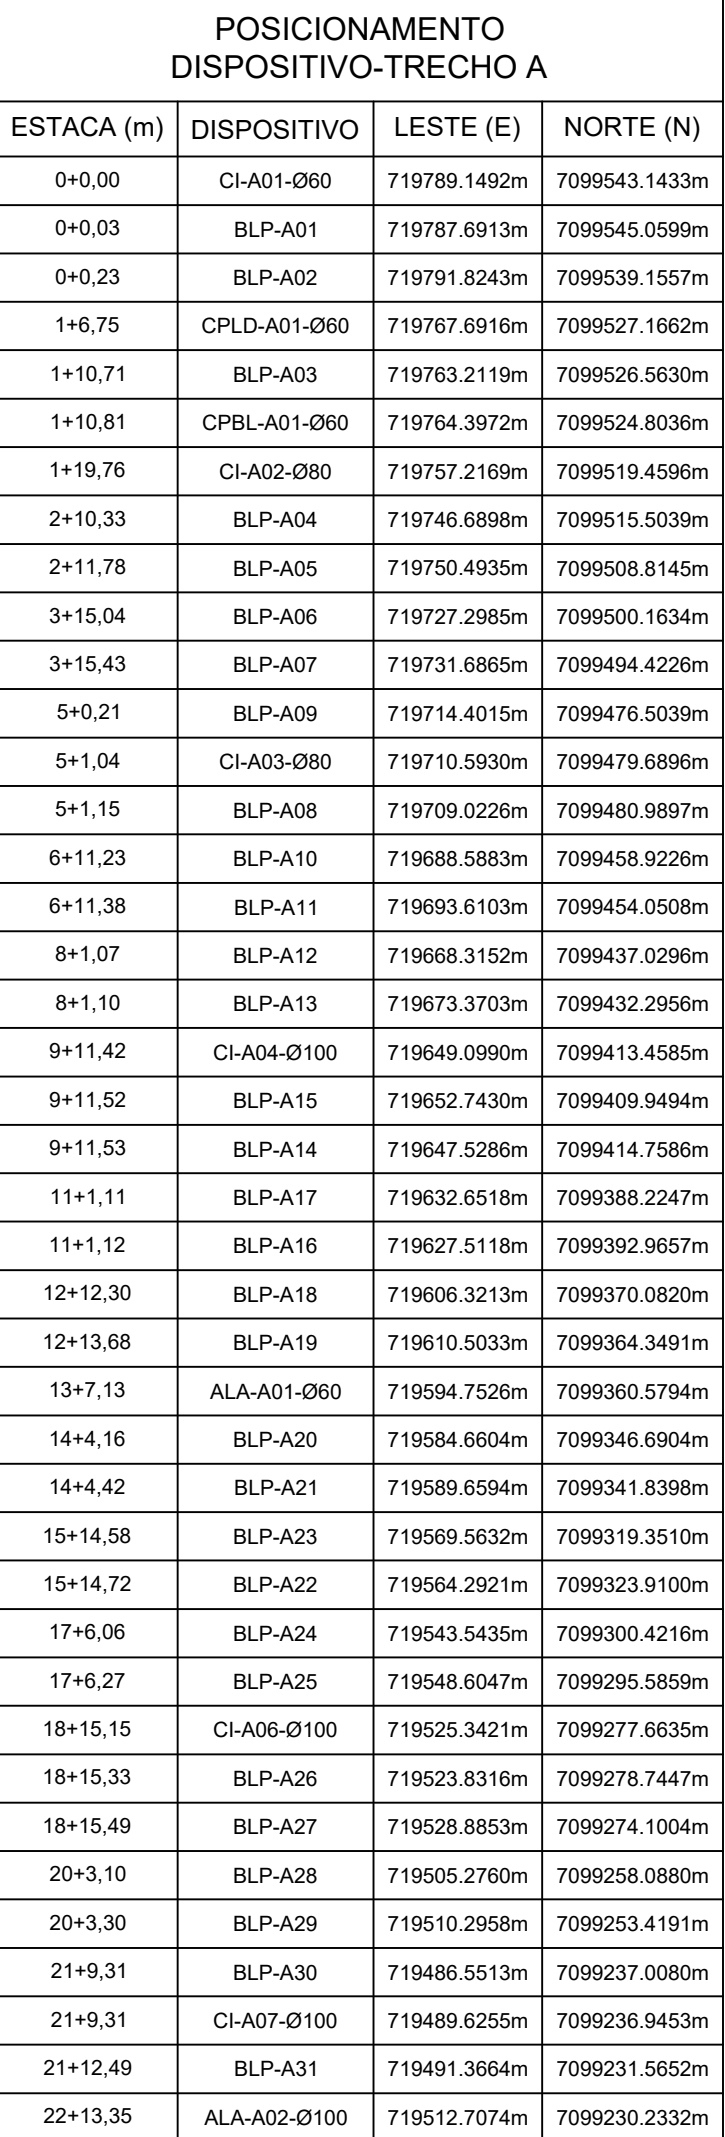 POSICIONAMENTO
DISPOSITIVO-TRECHO A
ESTACA (m) DISPOSITIVO LESTE (E) NORTE (N)
0+0,00 CI-A01-Ø60 719789.1492m 7099543.1433m
0+0,03 BLP-A01 719787.6913m 7099545.0599m
0+0,23 BLP-A02 719791.8243m 7099539.1557m
1+6,75 CPLD-A01-Ø60 719767.6916m 7099527.1662m
1+10,71 BLP-A03 719763.2119m 7099526.5630m
1+10,81 CPBL-A01-Ø60 719764.3972m 7099524.8036m
1+19,76 CI-A02-Ø80 719757.2169m 7099519.4596m
2+10,33 BLP-A04 719746.6898m 7099515.5039m
2+11,78 BLP-A05 719750.4935m 7099508.8145m
3+15,04 BLP-A06 719727.2985m 7099500.1634m
3+15,43 BLP-A07 719731.6865m 7099494.4226m
5+0,21 BLP-A09 719714.4015m 7099476.5039m
5+1,04 CI-A03-Ø80 719710.5930m 7099479.6896m
5+1,15 BLP-A08 719709.0226m 7099480.9897m
6+11,23 BLP-A10 719688.5883m 7099458.9226m
6+11,38 BLP-A11 719693.6103m 7099454.0508m
8+1,07 BLP-A12 719668.3152m 7099437.0296m
8+1,10 BLP-A13 719673.3703m 7099432.2956m
9+11,42 CI-A04-Ø100 719649.0990m 7099413.4585m
9+11,52 BLP-A15 719652.7430m 7099409.9494m
9+11,53 BLP-A14 719647.5286m 7099414.7586m
11+1,11 BLP-A17 719632.6518m 7099388.2247m
11+1,12 BLP-A16 719627.5118m 7099392.9657m
12+12,30 BLP-A18 719606.3213m 7099370.0820m
12+13,68 BLP-A19 719610.5033m 7099364.3491m
13+7,13 ALA-A01-Ø60 719594.7526m 7099360.5794m
14+4,16 BLP-A20 719584.6604m 7099346.6904m
14+4,42 BLP-A21 719589.6594m 7099341.8398m
15+14,58 BLP-A23 719569.5632m 7099319.3510m
15+14,72 BLP-A22 719564.2921m 7099323.9100m
17+6,06 BLP-A24 719543.5435m 7099300.4216m
17+6,27 BLP-A25 719548.6047m 7099295.5859m
18+15,15 CI-A06-Ø100 719525.3421m 7099277.6635m
18+15,33 BLP-A26 719523.8316m 7099278.7447m
18+15,49 BLP-A27 719528.8853m 7099274.1004m
20+3,10 BLP-A28 719505.2760m 7099258.0880m
20+3,30 BLP-A29 719510.2958m 7099253.4191m
21+9,31 BLP-A30 719486.5513m 7099237.0080m
21+9,31 CI-A07-Ø100 719489.6255m 7099236.9453m
21+12,49 BLP-A31 719491.3664m 7099231.5652m
22+13,35 ALA-A02-Ø100 719512.7074m 7099230.2332m